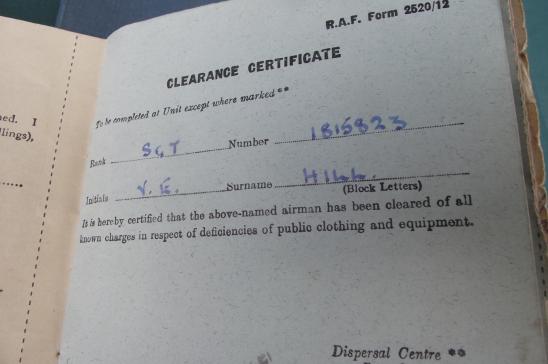 R.A.F. Form 2520/12
CLEARANCE CERTIFICATE
To be completed at Unit except where marked **
Rank SGT Number 1815823
Initials V. E. Surname HILL.
(Block Letters)
It is hereby certified that the above-named airman has been cleared of all
known charges in respect of deficiencies of public clothing and equipment.
Dispersal Centre **
ed. I
lings),